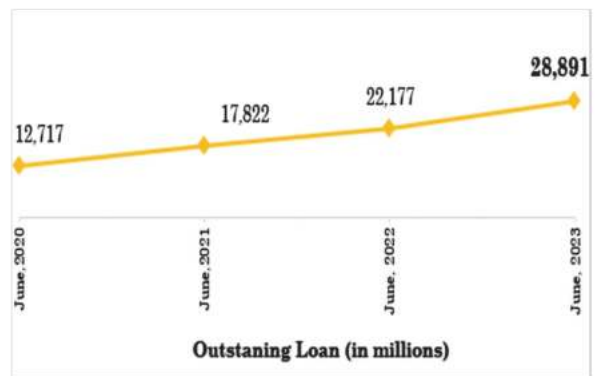 28,891
22,177
17,822
12,717
June,2020
June,2021
June, 2022
June, 2023
Outstaning Loan (in millions)